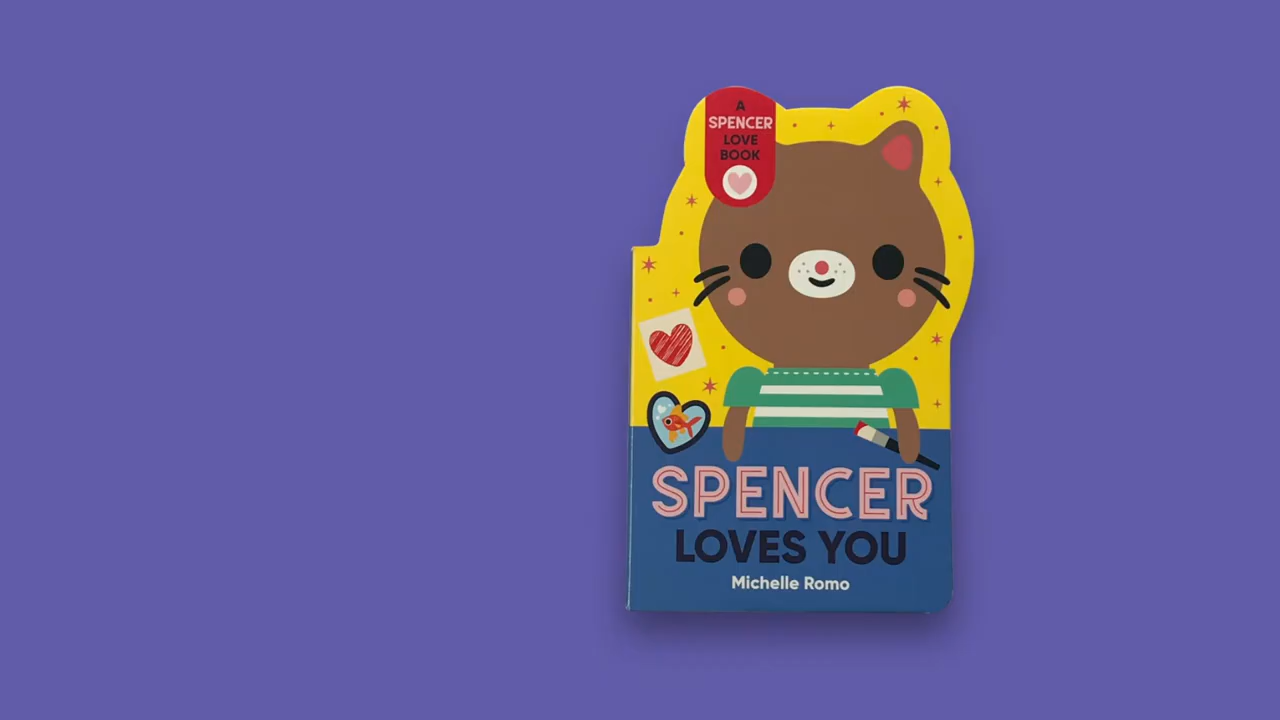 A
SPENCER
LOVE
BOOK
SPENCER
LOVES YOU
Michelle Romo